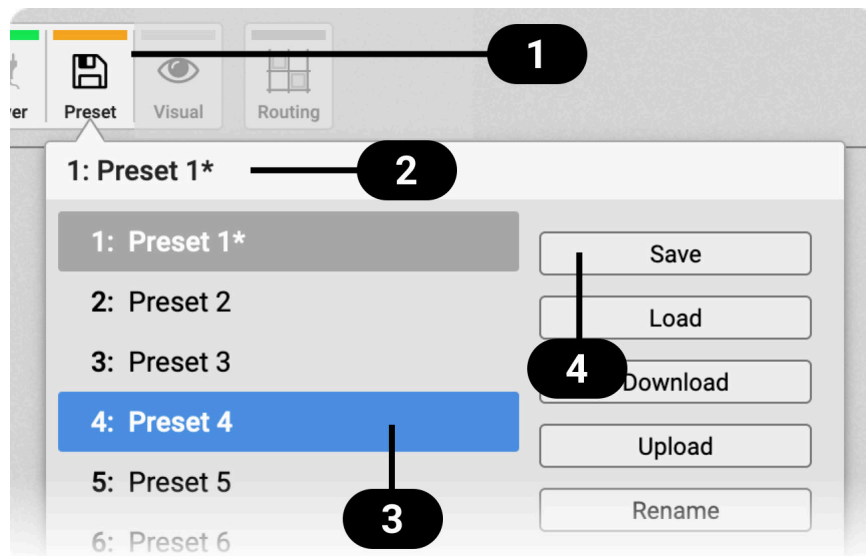 1
er
Preset
Visual
Routing
1: Preset 1*
2
1: Preset 1*
Save
2: Preset 2
Load
3: Preset 3
4
Download
4: Preset 4
Upload
5: Preset 5
3
Rename
6: Preset 6